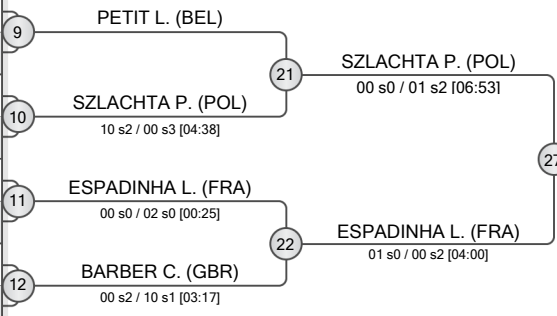 PETIT L. (BEL)
9
21
SZLACHTA P. (POL)
00 s0 / 01 s2 [06:53]
SZLACHTA P. (POL)
10
10 s2 / 00 s3 [04:38]
27
ESPADINHA L. (FRA)
11
00 s0 / 02 s0 [00:25]
22
ESPADINHA L. (FRA)
01 s0 / 00 s2 [04:00]
BARBER C. (GBR)
12
00 s2 / 10 s1 [03:17]